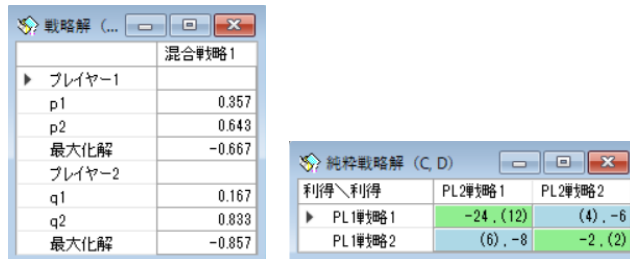 戦略解 (...
混合戦略1
プレイヤー1
p1 0.357
p2 0.643
最大化解 -0.667
プレイヤー2
q1 0.167
q2 0.833
最大化解 -0.857
純粋戦略解 (C, D)
利得＼利得 PL2戦略1 PL2戦略2
PL1戦略1 -24 , (12) (4) , -6
PL1戦略2 (6) , -8 -2 , (2)